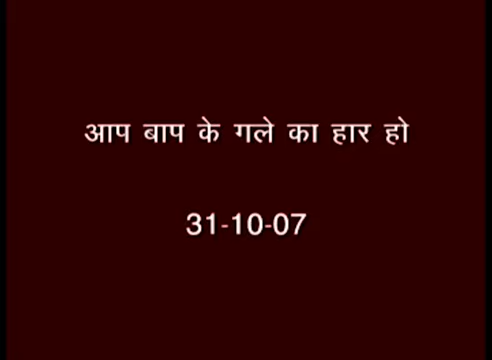 आप बाप के गले का हार हो
31-10-07